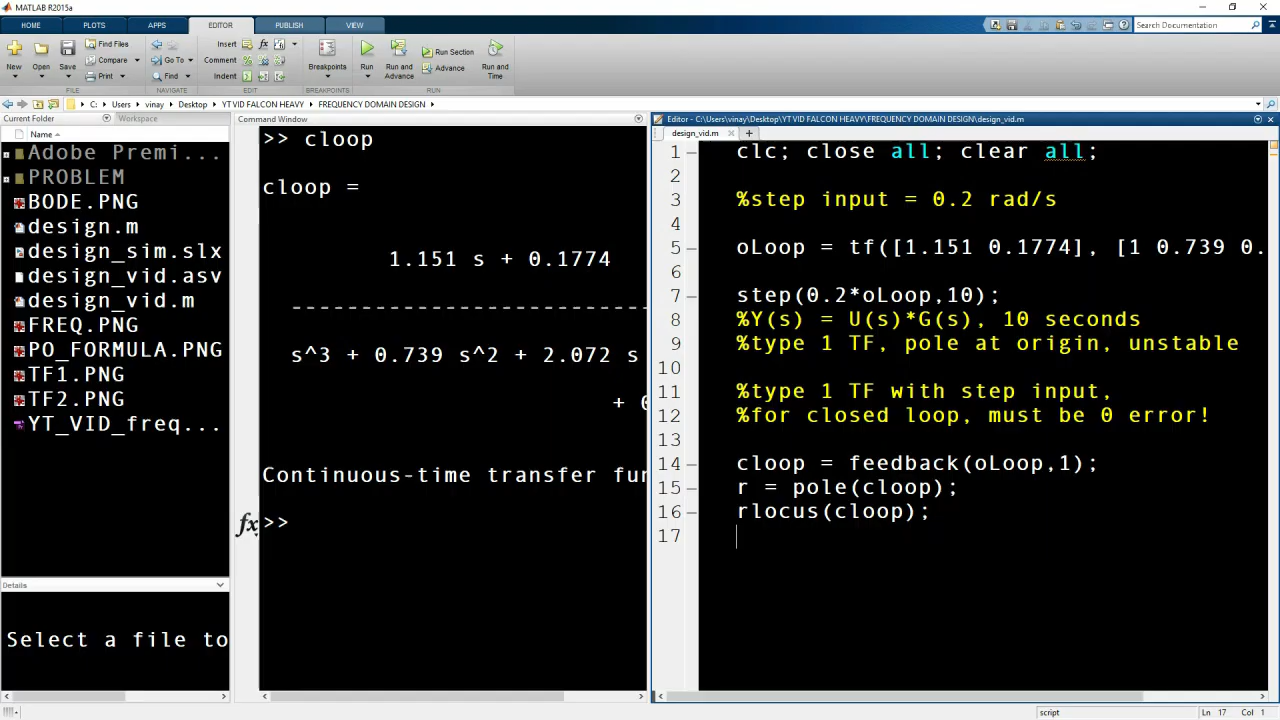 MATLAB R2015a
HOME PLOTS APPS EDITOR PUBLISH VIEW
Search Documentation
New Open Save Find Files Compare Print
Go To Find
Insert fx Comment Indent
Breakpoints
Run Run and Advance Run Section Advance Run and Time
FILE NAVIGATE EDIT BREAKPOINTS RUN
C: Users vinay Desktop YT VID FALCON HEAVY FREQUENCY DOMAIN DESIGN
Current Folder Workspace
Name
Adobe Premi...
PROBLEM
BODE.PNG
design.m
design_sim.slx
design_vid.asv
design_vid.m
FREQ.PNG
PO_FORMULA.PNG
TF1.PNG
TF2.PNG
YT_VID_freq...
Details
Select a file to
Command Window
>> cloop
cloop =
1.151 s + 0.1774
---------------------------
s^3 + 0.739 s^2 + 2.072 s
+ 0
Continuous-time transfer fun
fx >>
Editor - C:\Users\vinay\Desktop\YT VID FALCON HEAVY\FREQUENCY DOMAIN DESIGN\design_vid.m
design_vid.m
1 clc; close all; clear all;
2
3 %step input = 0.2 rad/s
4
5 oLoop = tf([1.151 0.1774], [1 0.739 0.
6
7 step(0.2*oLoop,10);
8 %Y(s) = U(s)*G(s), 10 seconds
9 %type 1 TF, pole at origin, unstable
10
11 %type 1 TF with step input,
12 %for closed loop, must be 0 error!
13
14 cloop = feedback(oLoop,1);
15 r = pole(cloop);
16 rlocus(cloop);
17
script Ln 17 Col 1